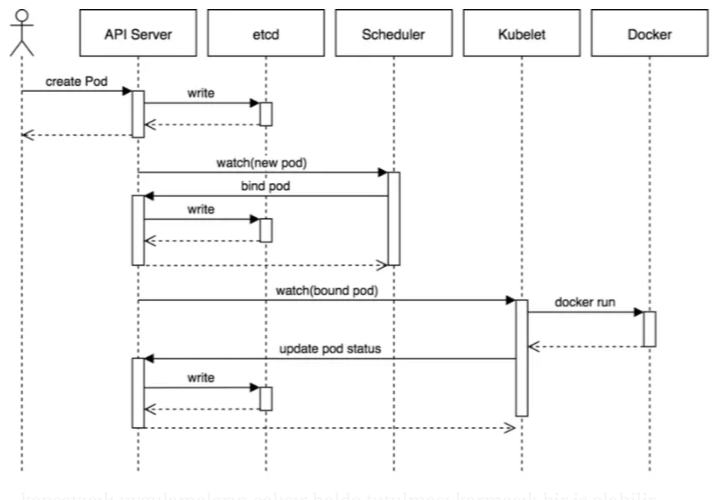 API Server
etcd
Scheduler
Kubelet
Docker
create Pod
write
watch(new pod)
bind pod
write
watch(bound pod)
docker run
update pod status
write